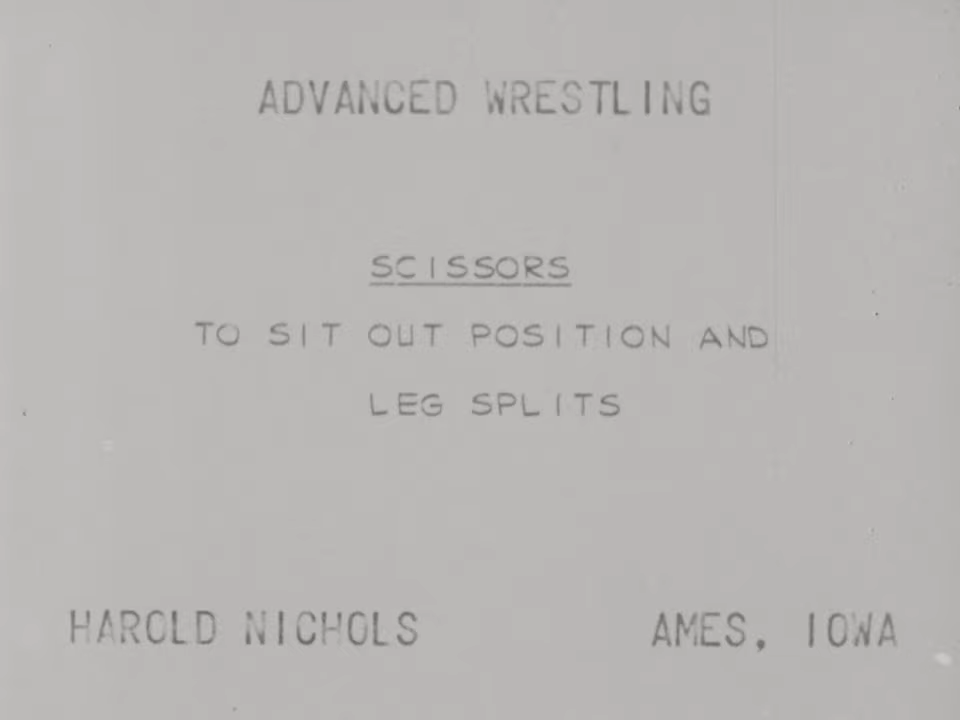 ADVANCED WRESTLING
SCISSORS
TO SIT OUT POSITION AND
LEG SPLITS
HAROLD NICHOLS
AMES, IOWA